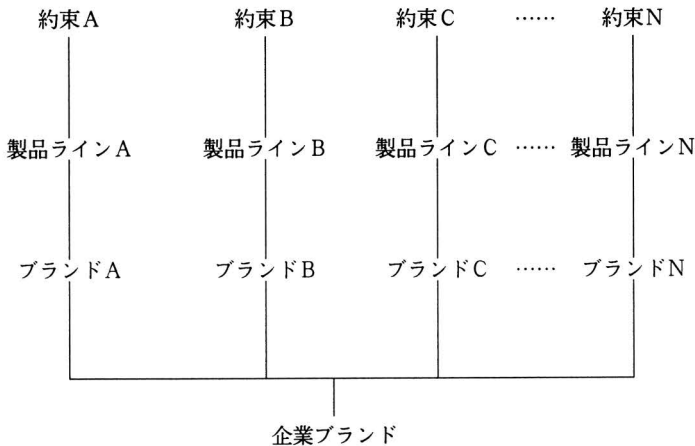 約束A 約束B 約束C …… 約束N
製品ラインA 製品ラインB 製品ラインC …… 製品ラインN
ブランドA ブランドB ブランドC …… ブランドN
企業ブランド